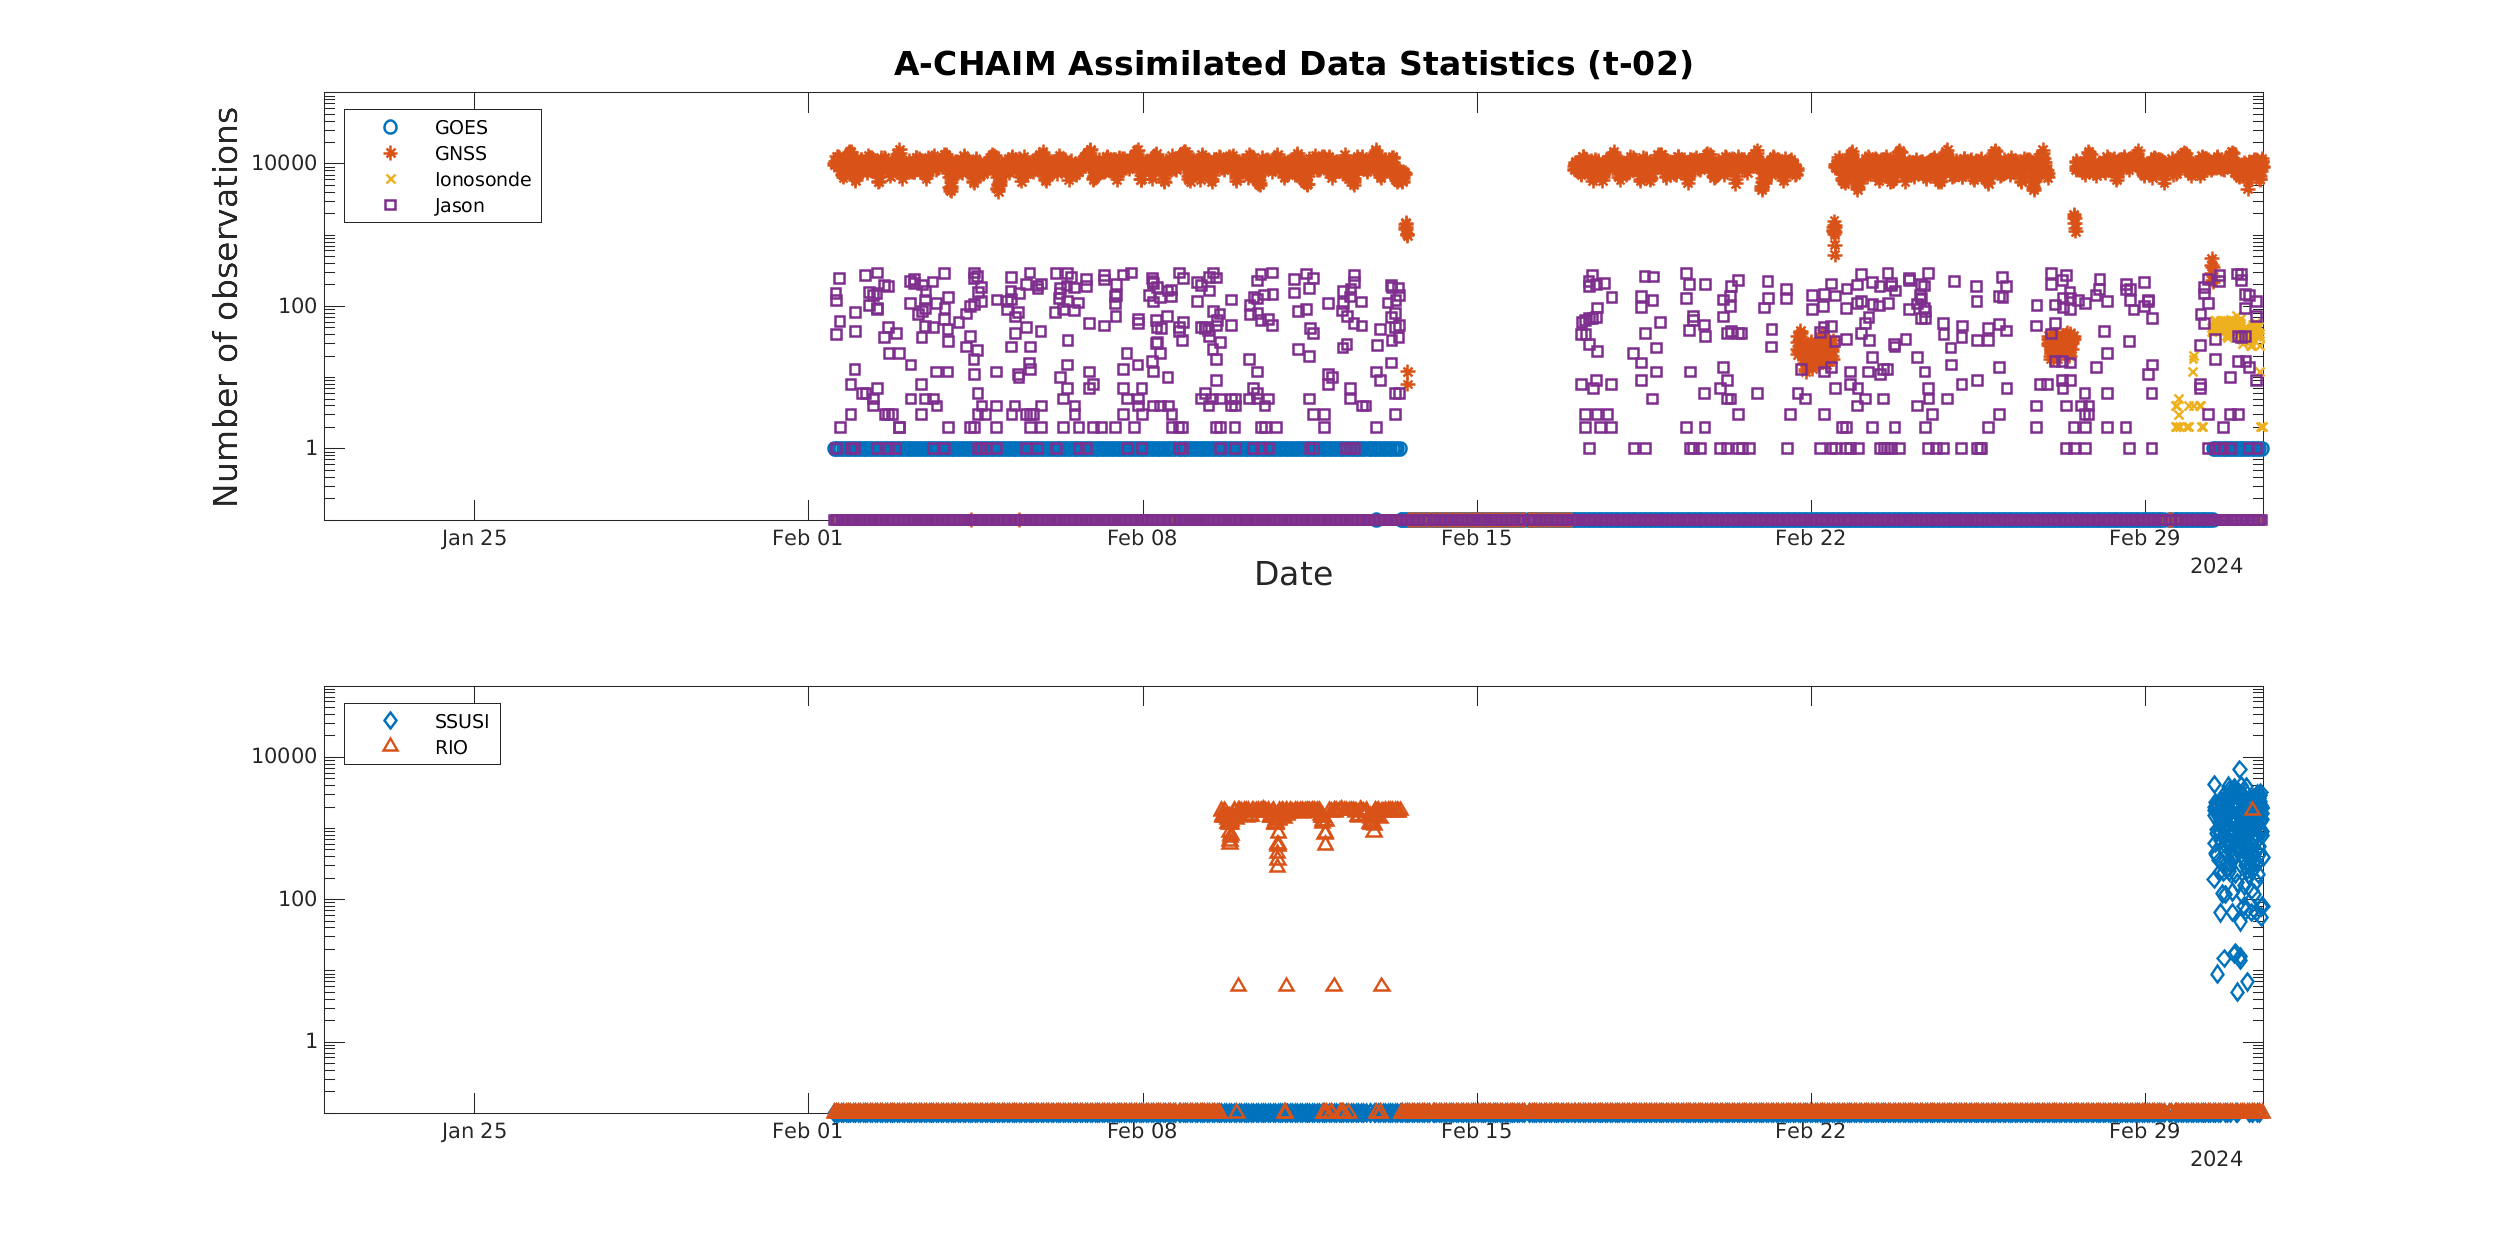 A-CHAIM Assimilated Data Statistics (t-02)
GOES
GNSS
Ionosonde
Jason
10000
100
1
Number of observations
Jan 25
Feb 01
Feb 08
Feb 15
Feb 22
Feb 29
2024
Date
SSUSI
RIO
10000
100
1
Jan 25
Feb 01
Feb 08
Feb 15
Feb 22
Feb 29
2024